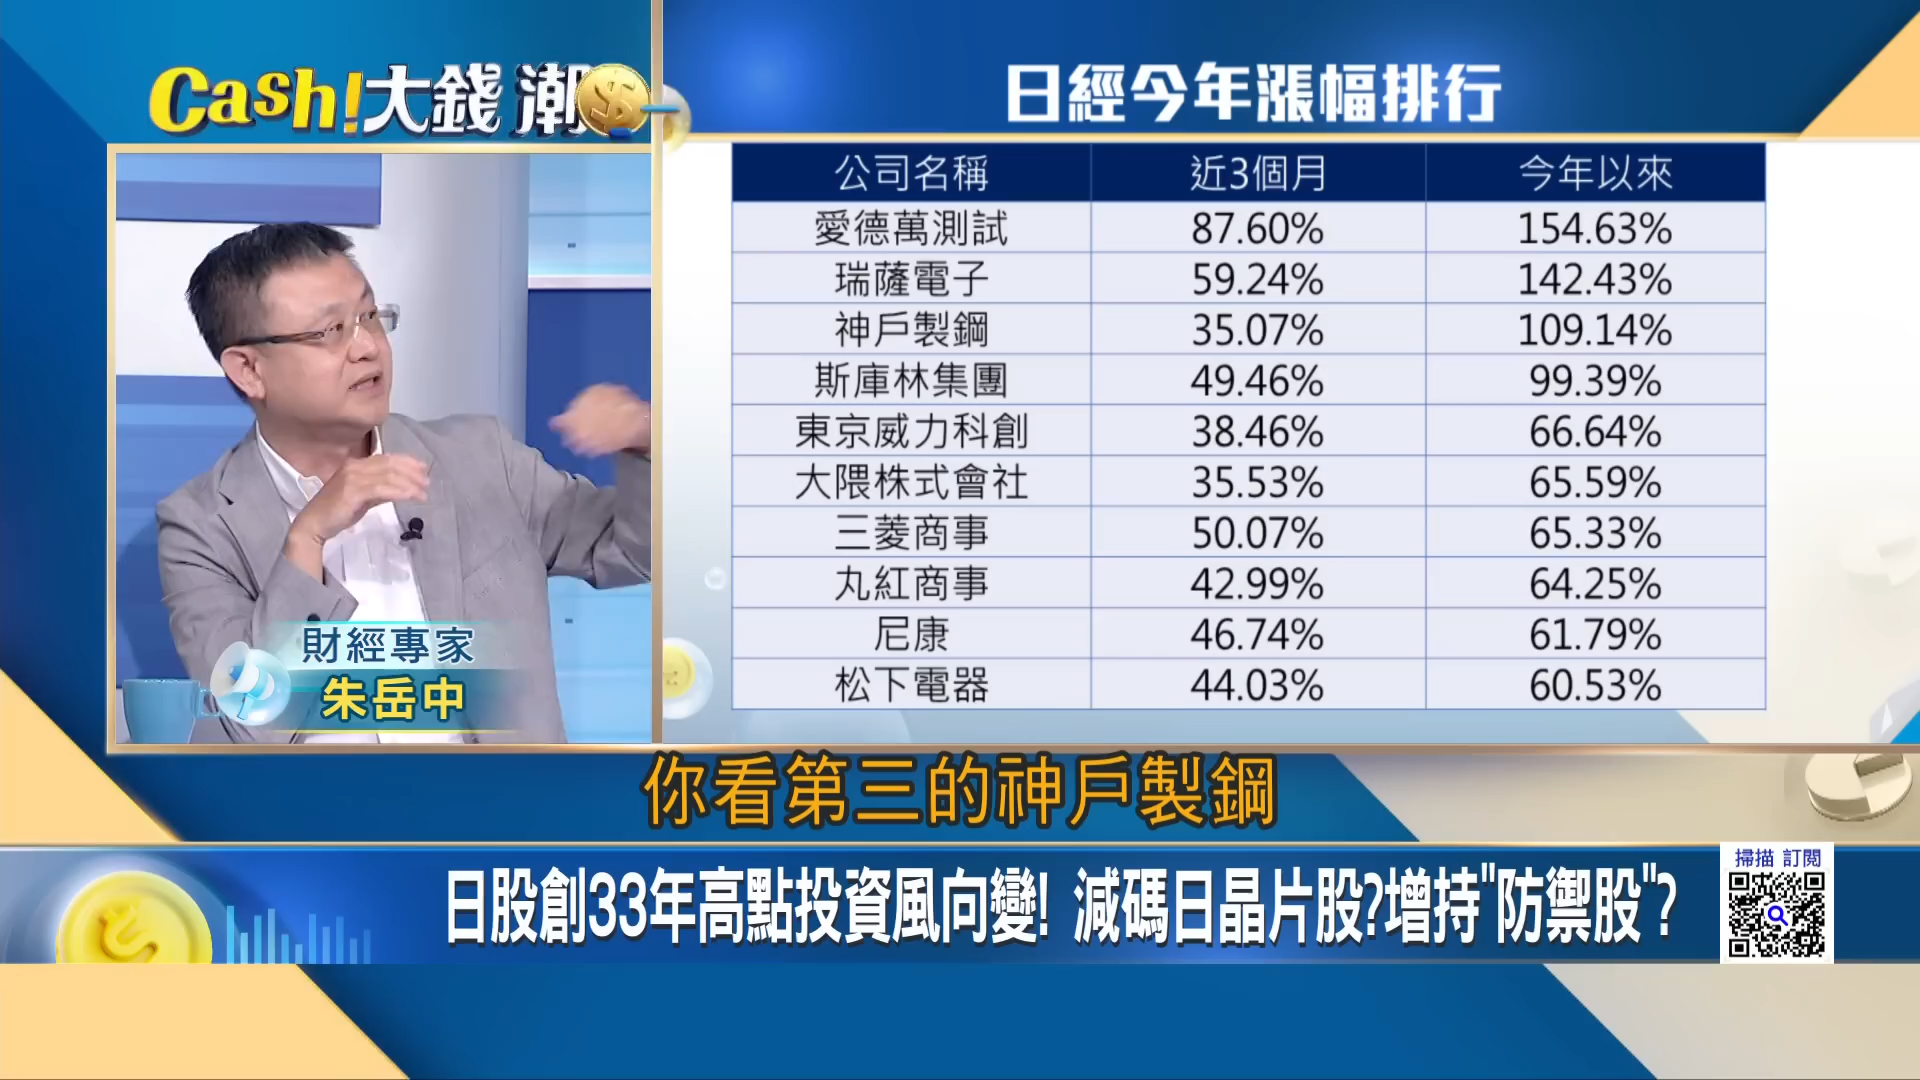 Cash!大錢潮
日經今年漲幅排行
公司名稱 近3個月 今年以來
愛德萬測試 87.60% 154.63%
瑞薩電子 59.24% 142.43%
神戶製鋼 35.07% 109.14%
斯庫林集團 49.46% 99.39%
東京威力科創 38.46% 66.64%
大隈株式會社 35.53% 65.59%
三菱商事 50.07% 65.33%
丸紅商事 42.99% 64.25%
尼康 46.74% 61.79%
松下電器 44.03% 60.53%
財經專家
朱岳中
你看第三的神戶製鋼
掃描 訂閱
日股創33年高點投資風向變! 減碼日晶片股?增持"防禦股"?